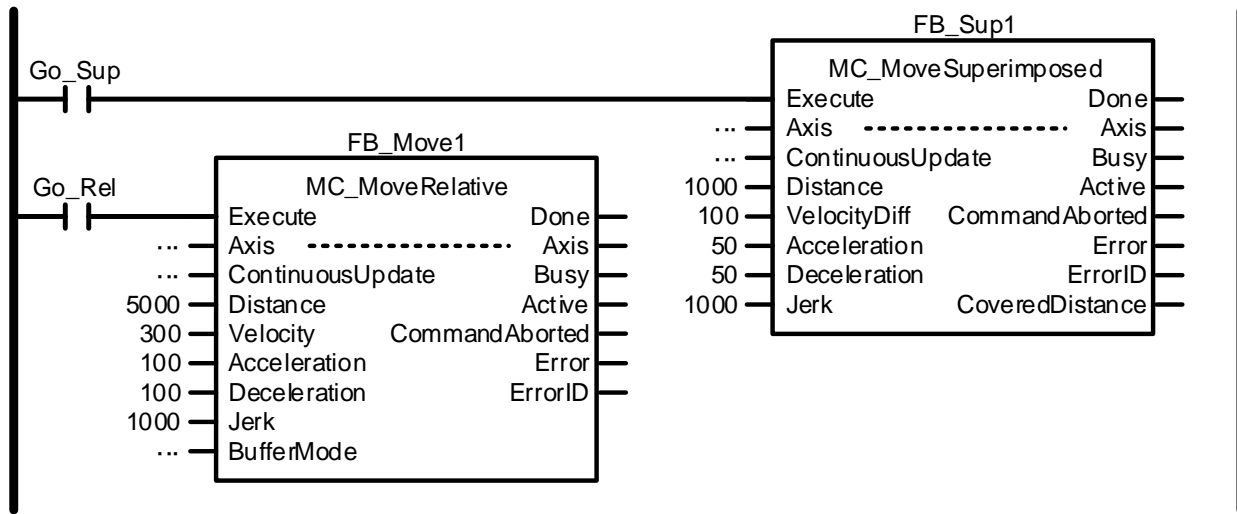 FB_Sup1
MC_MoveSuperimposed
Go_Sup
Execute Done
... Axis Axis
... ContinuousUpdate Busy
1000 Distance Active
100 VelocityDiff CommandAborted
50 Acceleration Error
50 Deceleration ErrorID
1000 Jerk CoveredDistance
FB_Move1
MC_MoveRelative
Go_Rel
Execute Done
... Axis Axis
... ContinuousUpdate Busy
5000 Distance Active
300 Velocity CommandAborted
100 Acceleration Error
100 Deceleration ErrorID
1000 Jerk
... BufferMode